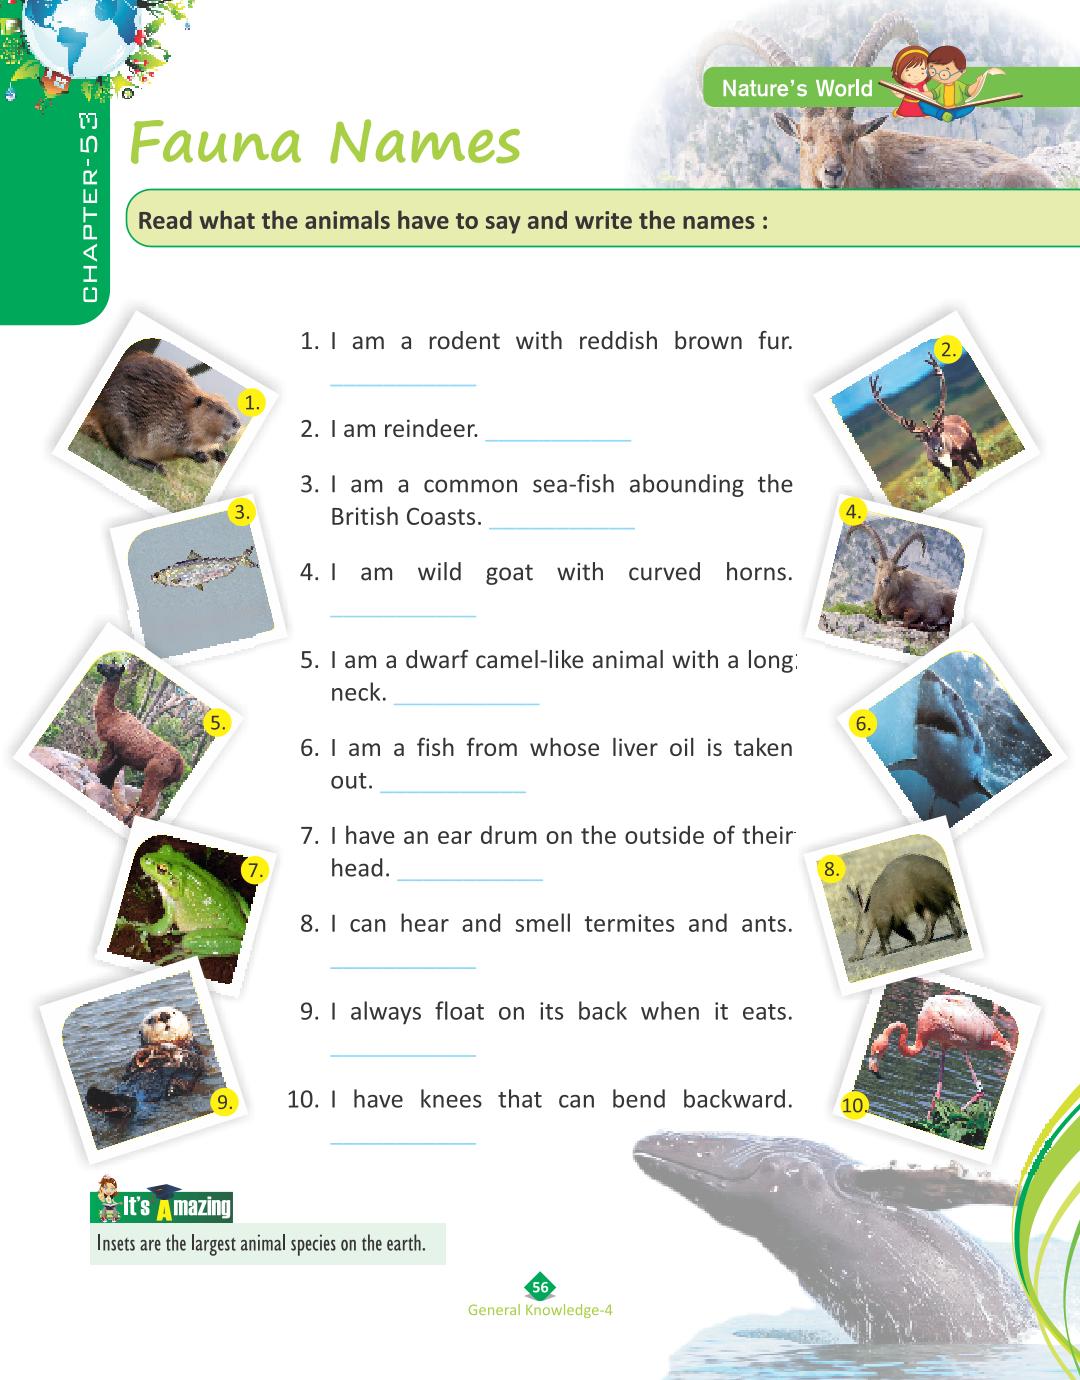 Nature's World
CHAPTER-53
Fauna Names
Read what the animals have to say and write the names :
1. I am a rodent with reddish brown fur.
___________
2. I am reindeer. ___________
3. I am a common sea-fish abounding the
British Coasts. ___________
4. I am wild goat with curved horns.
___________
5. I am a dwarf camel-like animal with a long
neck. ___________
6. I am a fish from whose liver oil is taken
out. ___________
7. I have an ear drum on the outside of their
head. ___________
8. I can hear and smell termites and ants.
___________
9. I always float on its back when it eats.
___________
10. I have knees that can bend backward.
___________
1.
2.
3.
4.
5.
6.
7.
8.
9.
10.
It's Amazing
Insets are the largest animal species on the earth.
56
General Knowledge-4